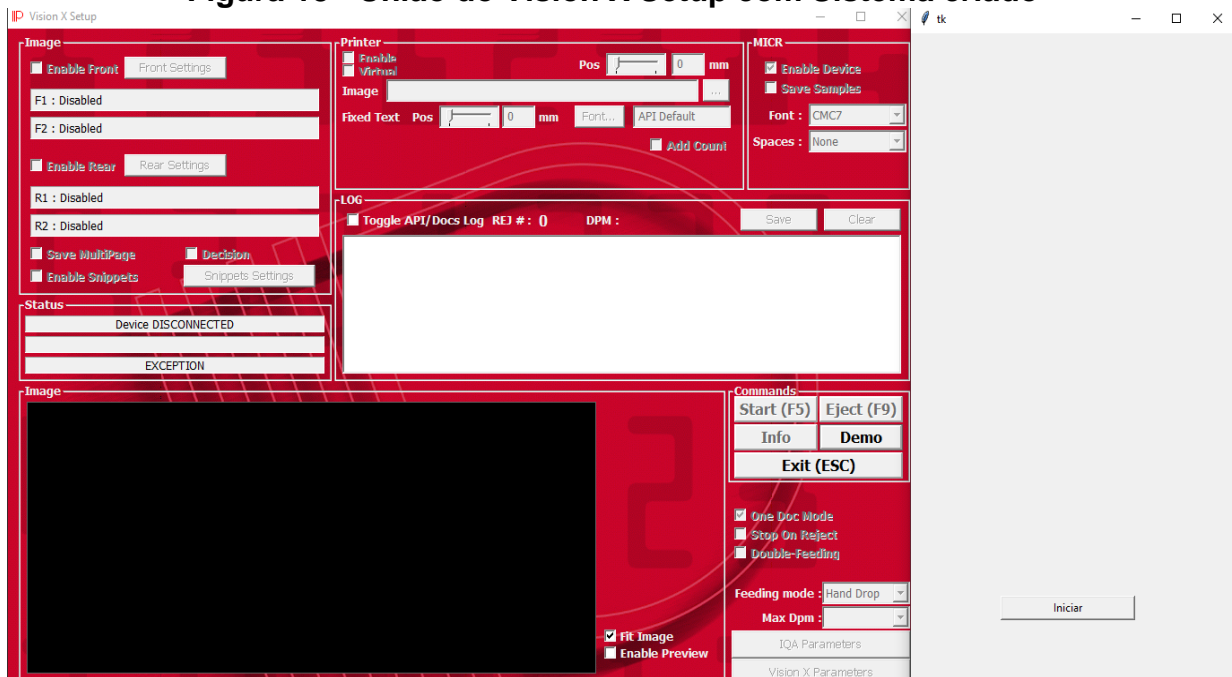 Figura 18 - União do Vision X Setup com Sistema criado
Vision X Setup
Image
Enable Front Front Settings
F1 : Disabled
F2 : Disabled
Enable Rear Rear Settings
R1 : Disabled
R2 : Disabled
Save MultiPage Decision
Enable Snippets Snippets Settings
Status
Device DISCONNECTED
EXCEPTION
Printer
Enable
Virtual
Pos 0 mm
Image ...
Fixed Text Pos 0 mm Font... API Default
Add Count
MICR
Enable Device
Save Samples
Font : CMC7
Spaces : None
LOG
Toggle API/Docs Log REJ # : 0 DPM : Save Clear
Image
Fit Image
Enable Preview
Commands
Start (F5) Eject (F9)
Info Demo
Exit (ESC)
One Doc Mode
Stop On Reject
Double-Feeding
Feeding mode : Hand Drop
Max Dpm :
IQA Parameters
Vision X Parameters
tk
Iniciar